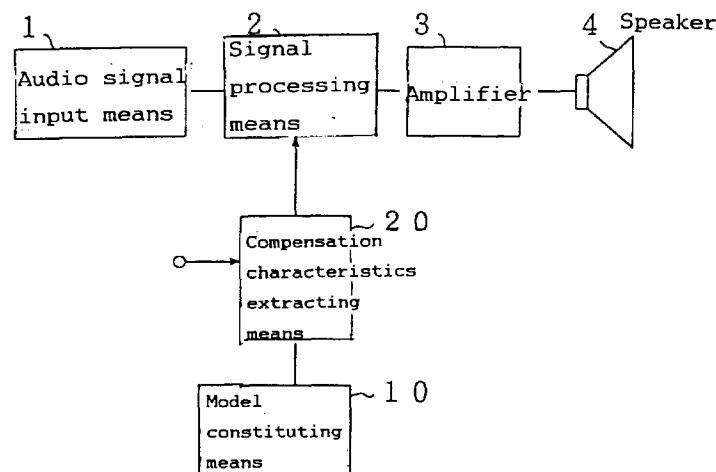 1
Audio signal
input means
2
Signal
processing
means
3
Amplifier
4
Speaker
20
Compensation
characteristics
extracting
means
10
Model
constituting
means